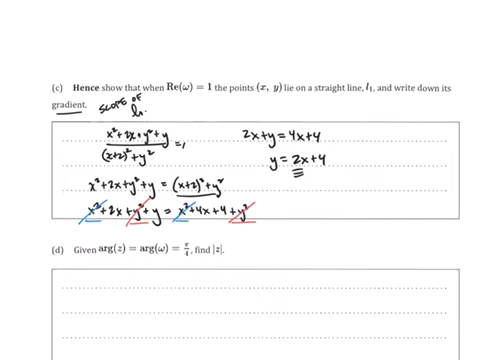 (c) Hence show that when Re(ω) = 1 the points (x, y) lie on a straight line, l₁, and write down its
gradient. slope of l₁
(x²+2x+y²+y)/((x+2)²+y²) = 1
x²+2x+y²+y = (x+2)²+y²
x²+2x+y²+y = x²+4x+4+y²
2x+y = 4x+4
y = 2x+4
(d) Given arg(z) = arg(ω) = π/4, find |z|.